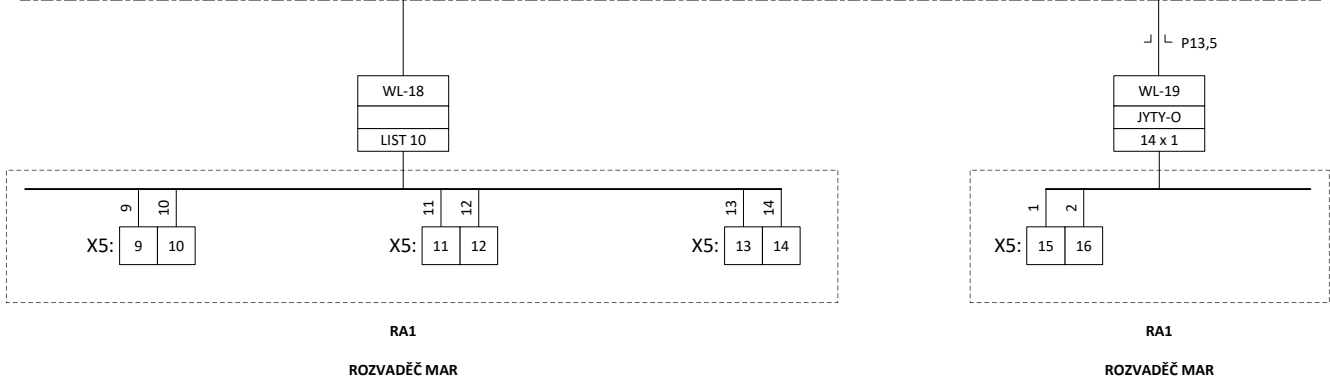 P13,5
WL-18
LIST 10
WL-19
JYTY-O
14 x 1
9 10 11 12 13 14
1 2
X5: 9 10
X5: 11 12
X5: 13 14
X5: 15 16
RA1
RA1
ROZVADĚČ MAR
ROZVADĚČ MAR